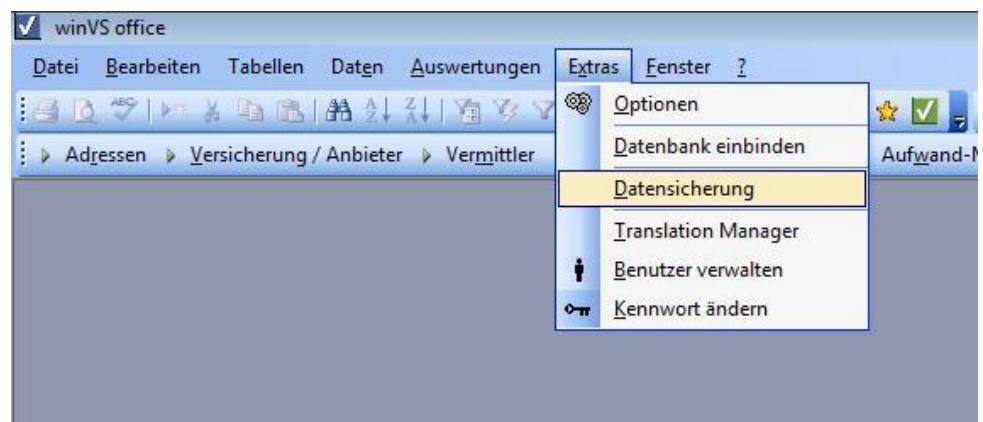 winVS office
Datei Bearbeiten Tabellen Daten Auswertungen Extras Fenster ?
Optionen
Datenbank einbinden
Adressen Versicherung / Anbieter Vermittler Aufwand-
Datensicherung
Translation Manager
Benutzer verwalten
Kennwort ändern